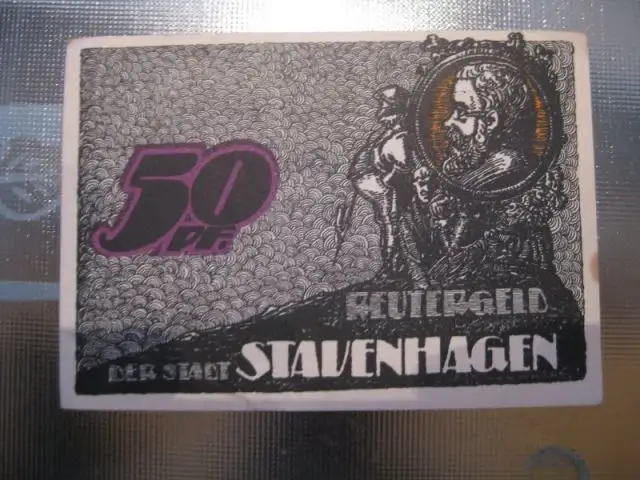 50
PF.
REUTERGELD
DER STADT STAVENHAGEN